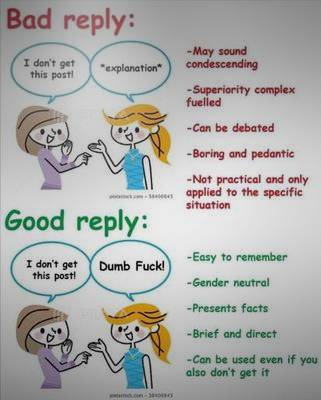 Bad reply:
I don't get
this post!
*explanation*
-May sound
condescending
-Superiority complex
fuelled
-Can be debated
-Boring and pedantic
-Not practical and only
applied to the specific
situation
Good reply:
I don't get
this post!
Dumb Fuck!
-Easy to remember
-Gender neutral
-Presents facts
-Brief and direct
-Can be used even if you
also don't get it